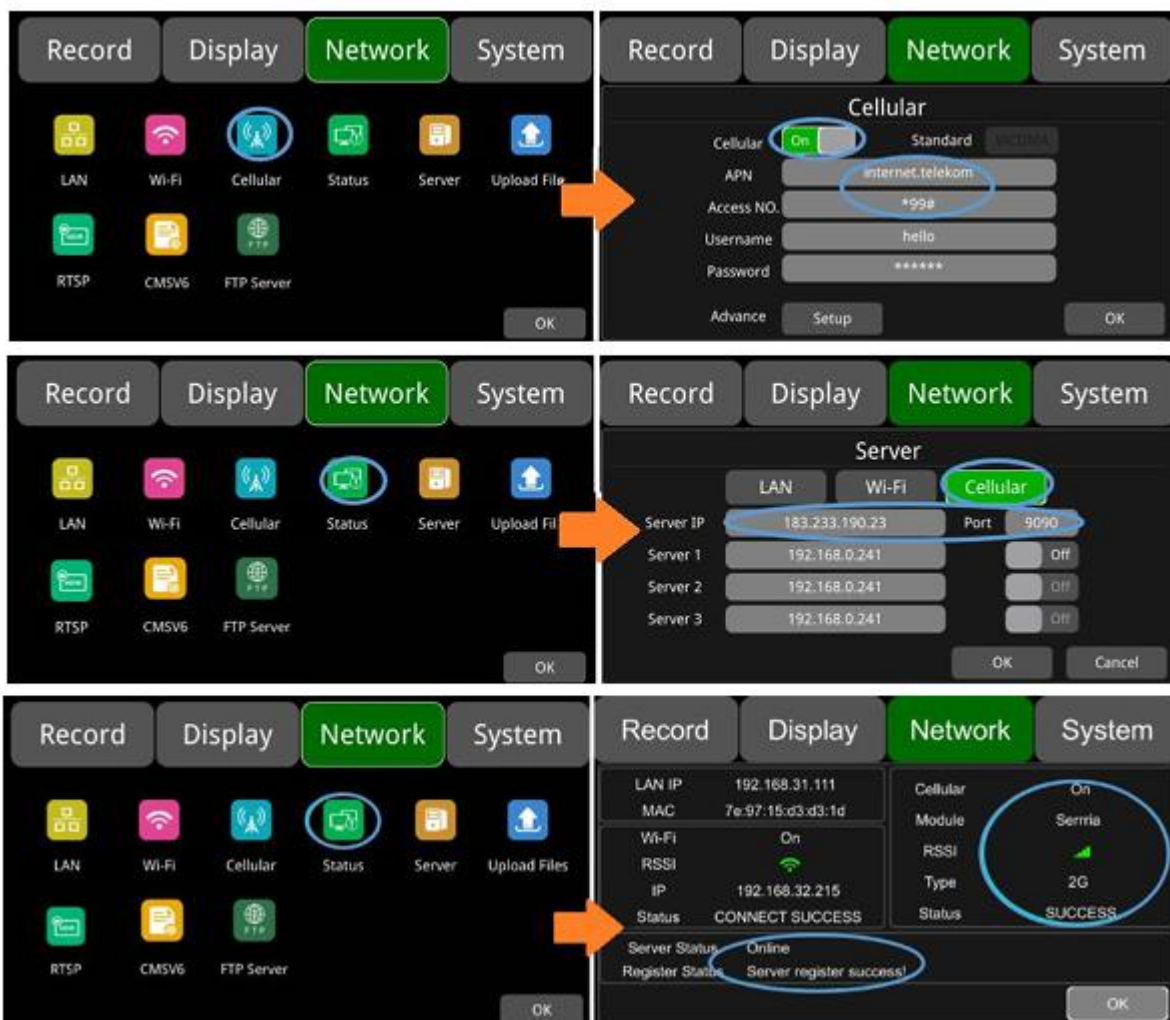 Record Display Network System
LAN Wi-Fi Cellular Status Server Upload File
RTSP CMSV6 FTP Server
OK
Record Display Network System
Cellular
Cellular On Standard WCDMA
APN internet.telekom
Access NO. *99#
Username hello
Password ******
Advance Setup OK
Record Display Network System
LAN Wi-Fi Cellular Status Server Upload Fil
RTSP CMSV6 FTP Server
OK
Record Display Network System
Server
LAN Wi-Fi Cellular
Server IP 183.233.190.23 Port 9090
Server 1 192.168.0.241 Off
Server 2 192.168.0.241 Off
Server 3 192.168.0.241 Off
OK Cancel
Record Display Network System
LAN Wi-Fi Cellular Status Server Upload Files
RTSP CMSV6 FTP Server
OK
Record Display Network System
LAN IP 192.168.31.111
MAC 7e:97:15:d3:d3:1d
Wi-Fi On
RSSI
IP 192.168.32.215
Status CONNECT SUCCESS
Cellular On
Module Serrria
RSSI
Type 2G
Status SUCCESS
Server Status Online
Register Status Server register success!
OK